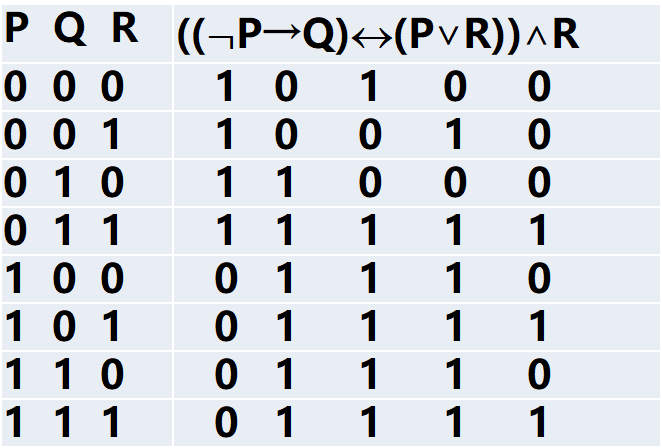 P Q R ((¬P→Q)↔(P∨R))∧R
0 0 0 1 0 1 0 0
0 0 1 1 0 0 1 0
0 1 0 1 1 0 0 0
0 1 1 1 1 1 1 1
1 0 0 0 1 1 1 0
1 0 1 0 1 1 1 1
1 1 0 0 1 1 1 0
1 1 1 0 1 1 1 1